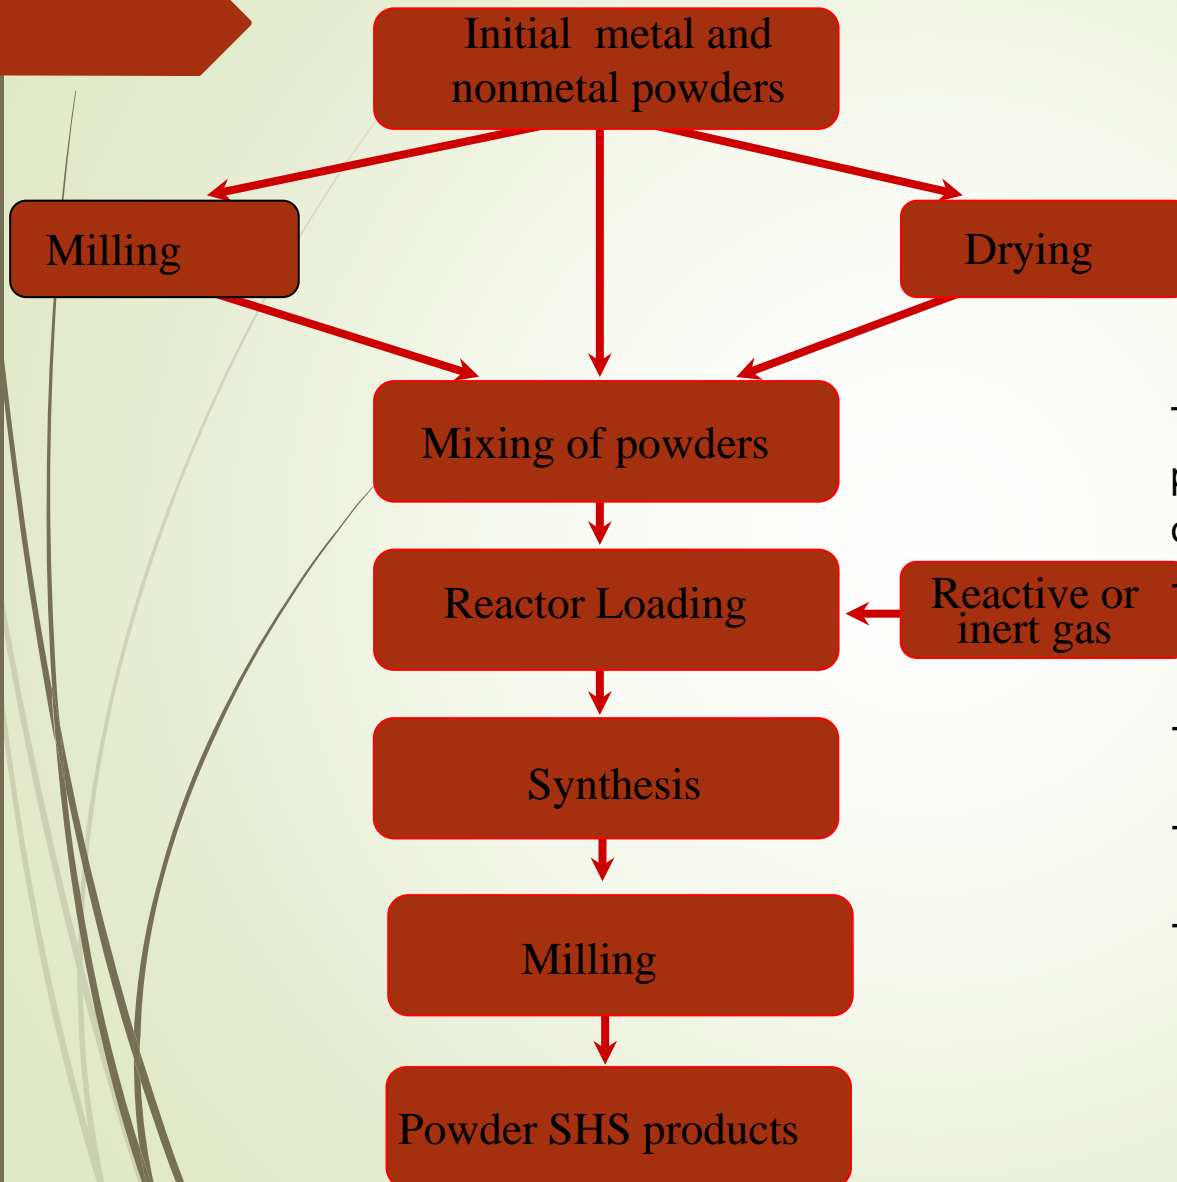 Initial metal and
nonmetal powders
Milling
Drying
Mixing of powders
Reactor Loading
Reactive or
inert gas
Synthesis
Milling
Powder SHS products